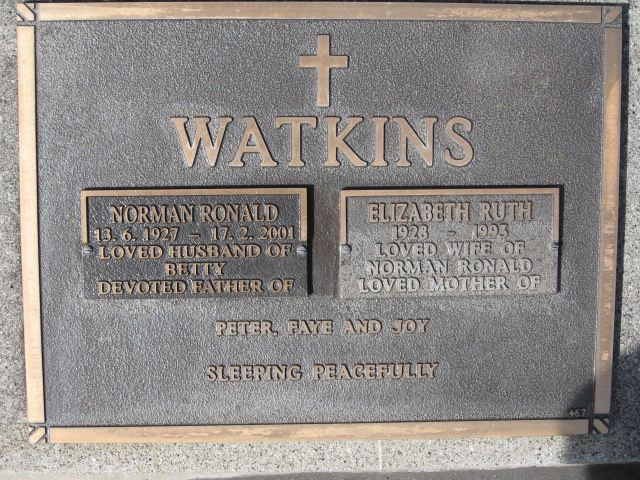 WATKINS
NORMAN RONALD
13. 6. 1927 – 17. 2. 2001
LOVED HUSBAND OF
BETTY
DEVOTED FATHER OF
ELIZABETH RUTH
1928 – 1993
LOVED WIFE OF
NORMAN RONALD
LOVED MOTHER OF
PETER, FAYE AND JOY
SLEEPING PEACEFULLY
467